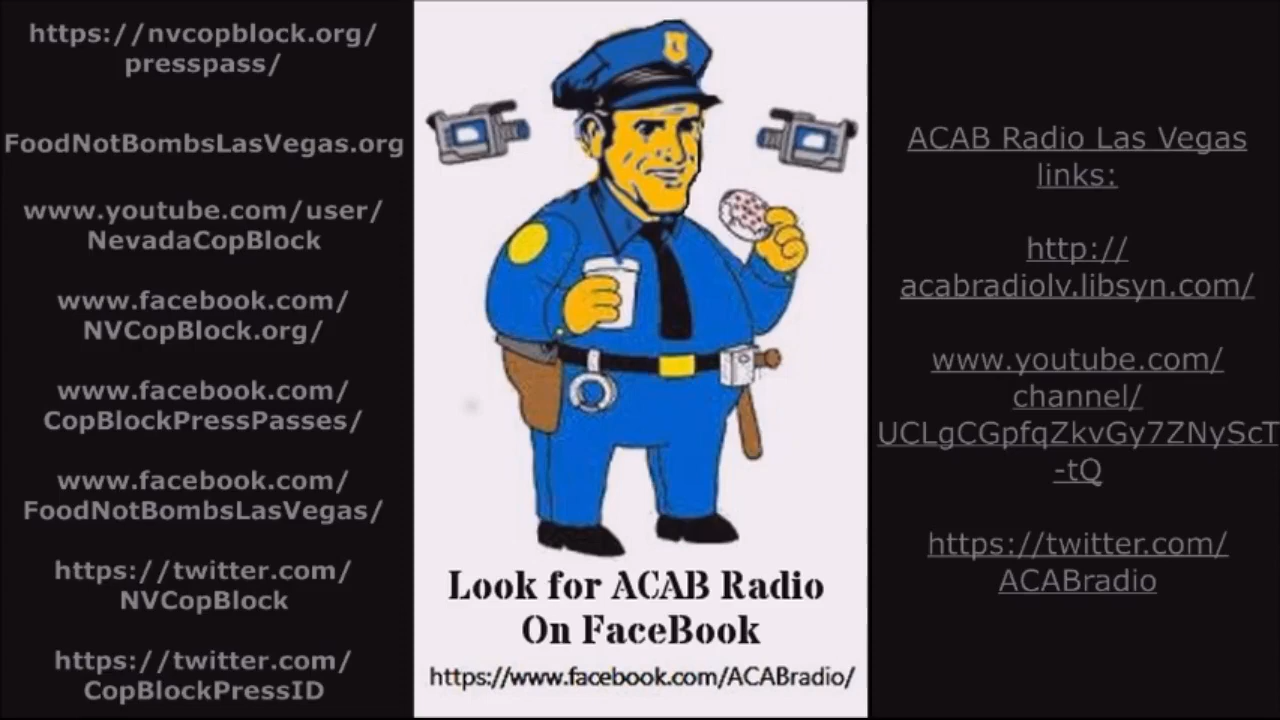 https://nvcopblock.org/
presspass/
FoodNotBombsLasVegas.org
www.youtube.com/user/
NevadaCopBlock
www.facebook.com/
NVCopBlock.org/
www.facebook.com/
CopBlockPressPasses/
www.facebook.com/
FoodNotBombsLasVegas/
https://twitter.com/
NVCopBlock
https://twitter.com/
CopBlockPressID
Look for ACAB Radio
On FaceBook
https://www.facebook.com/ACABradio/
ACAB Radio Las Vegas
links:
http://
acabradiolv.libsyn.com/
www.youtube.com/
channel/
UCLgCGpfqZkvGy7ZNyScT
-tQ
https://twitter.com/
ACABradio